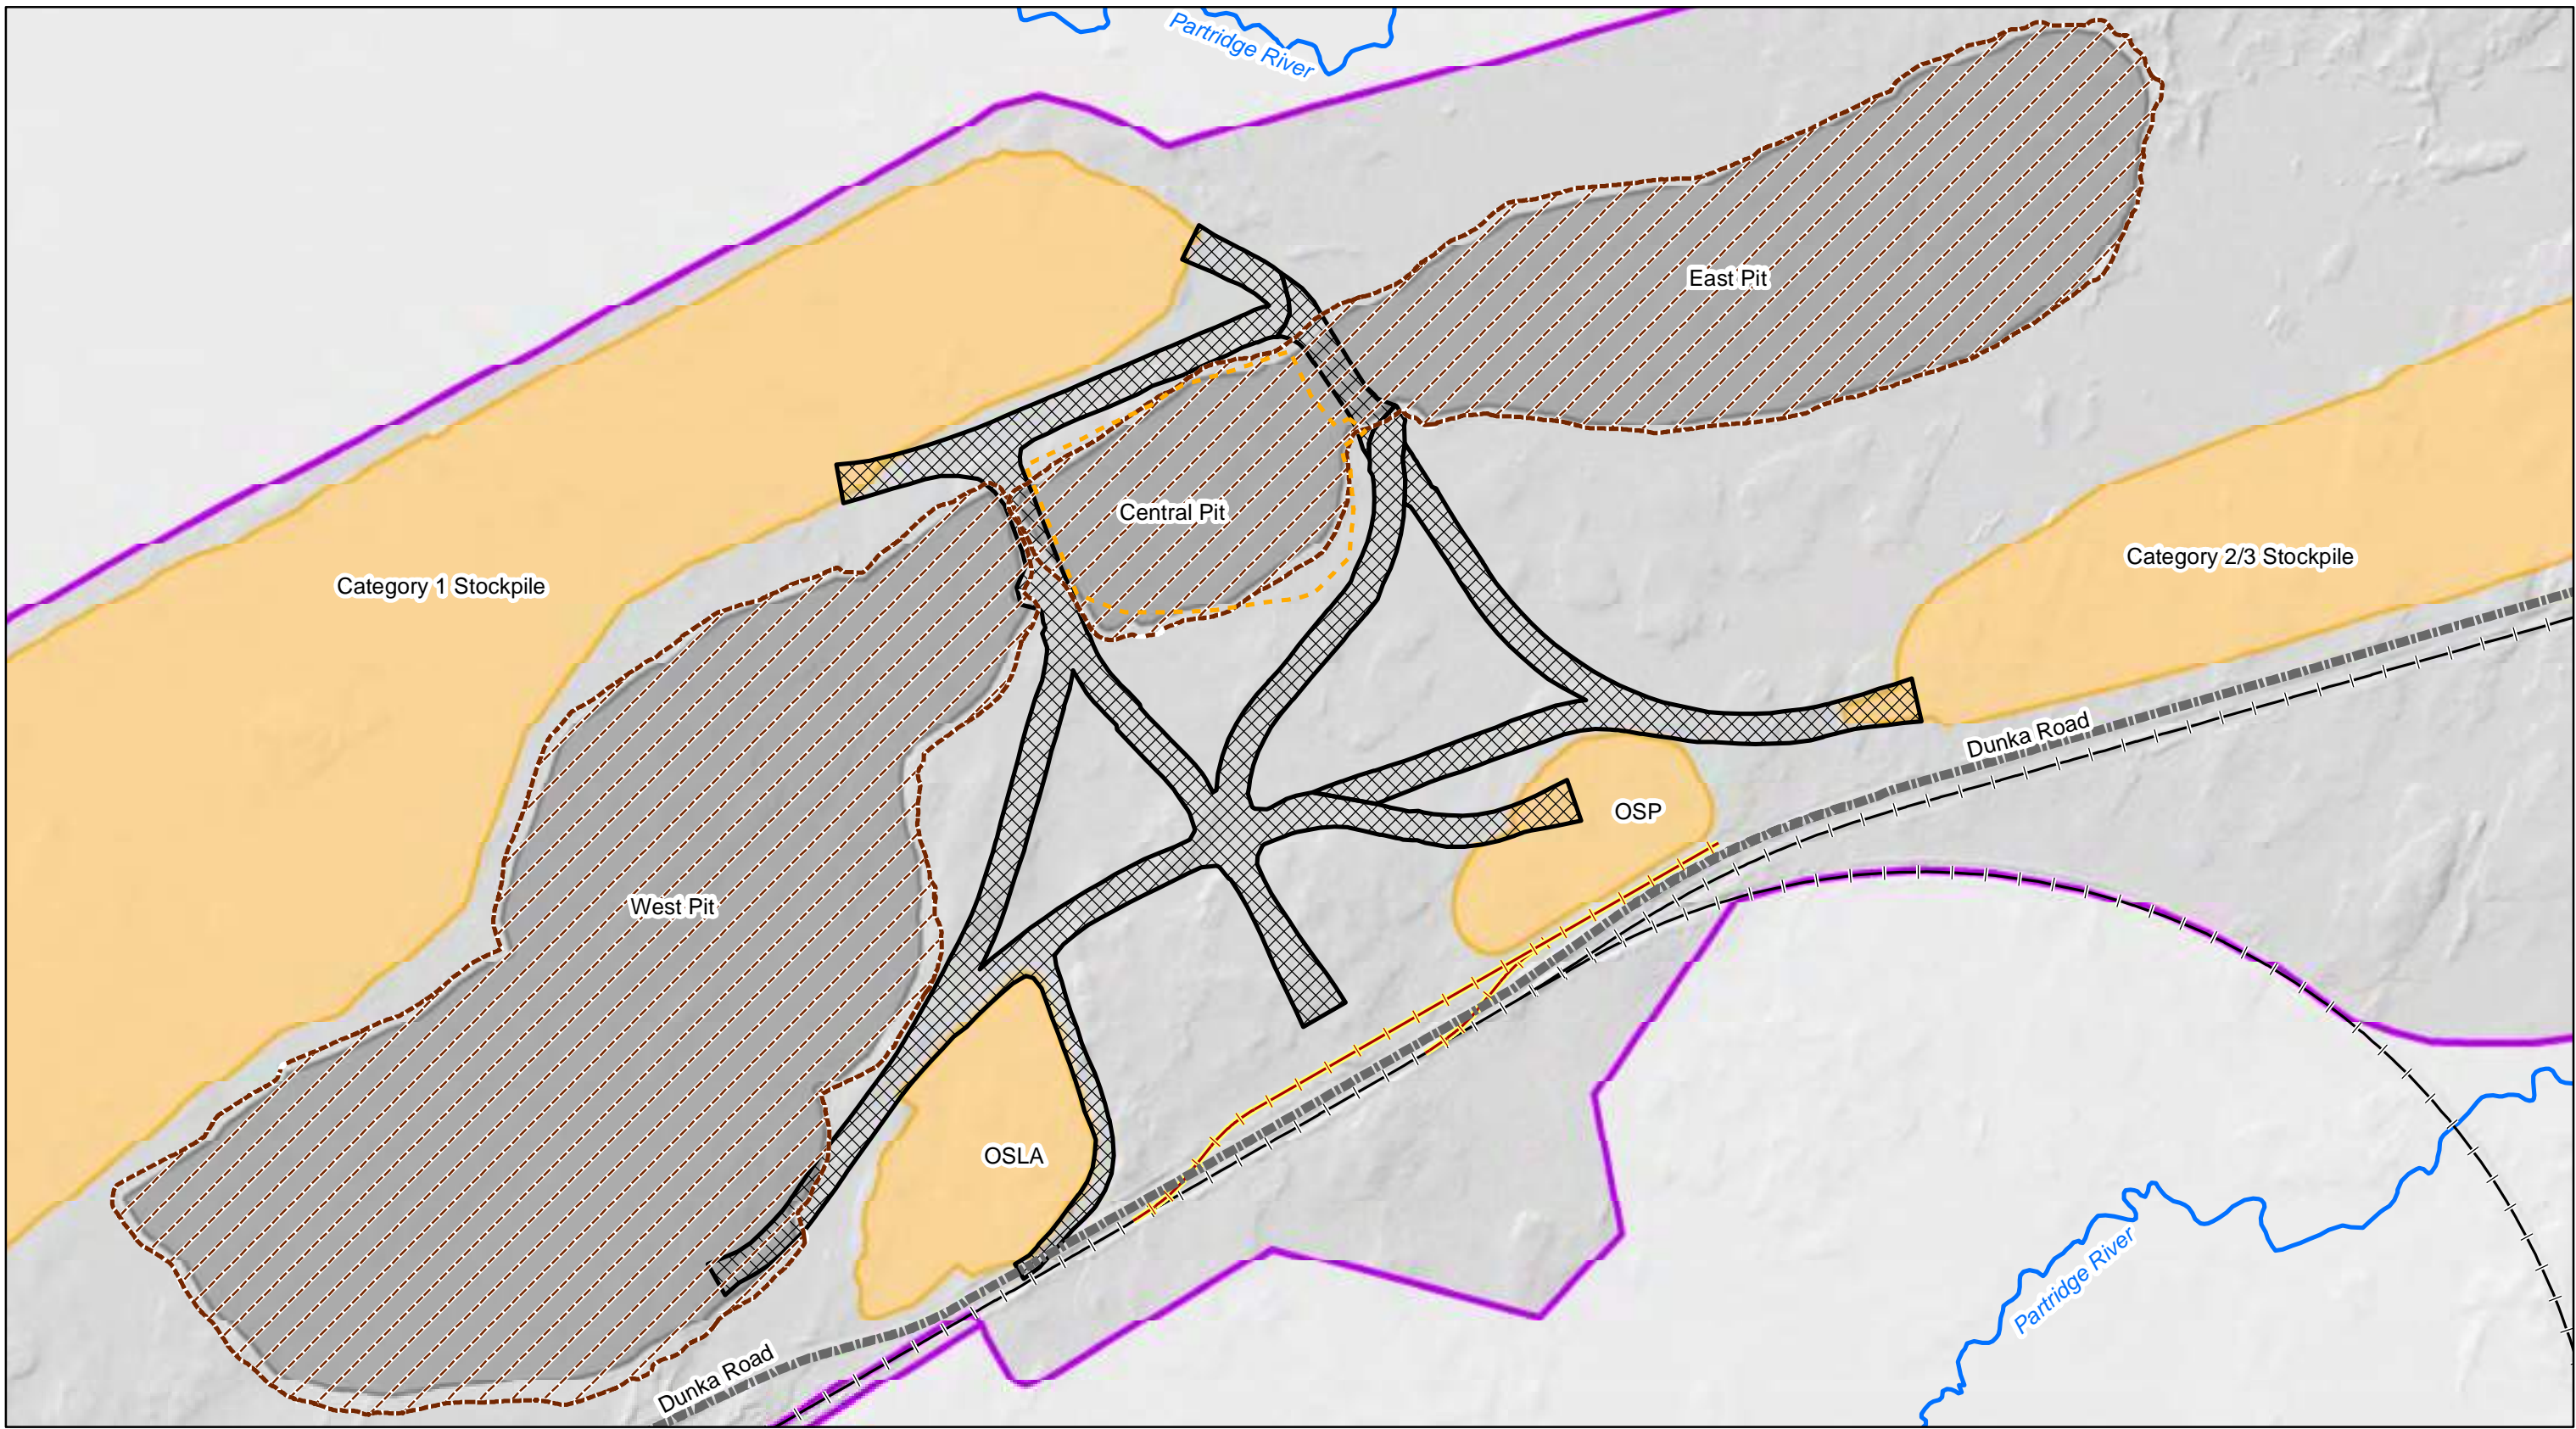 Partridge River
East Pit
Central Pit
Category 2/3 Stockpile
Category 1 Stockpile
Dunka Road
OSP
West Pit
OSLA
Partridge River
Dunka Road